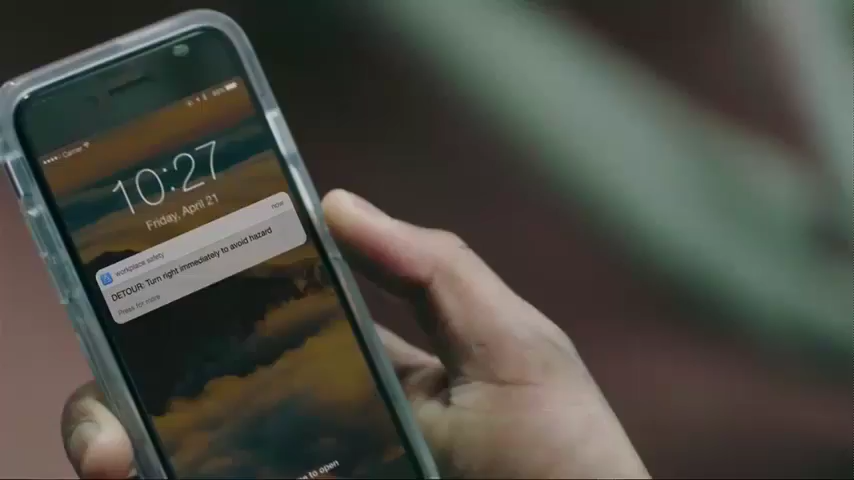 Carrier
10:27
Friday, April 21
workplace safety
now
DETOUR: Turn right immediately to avoid hazard
Press for more
to open